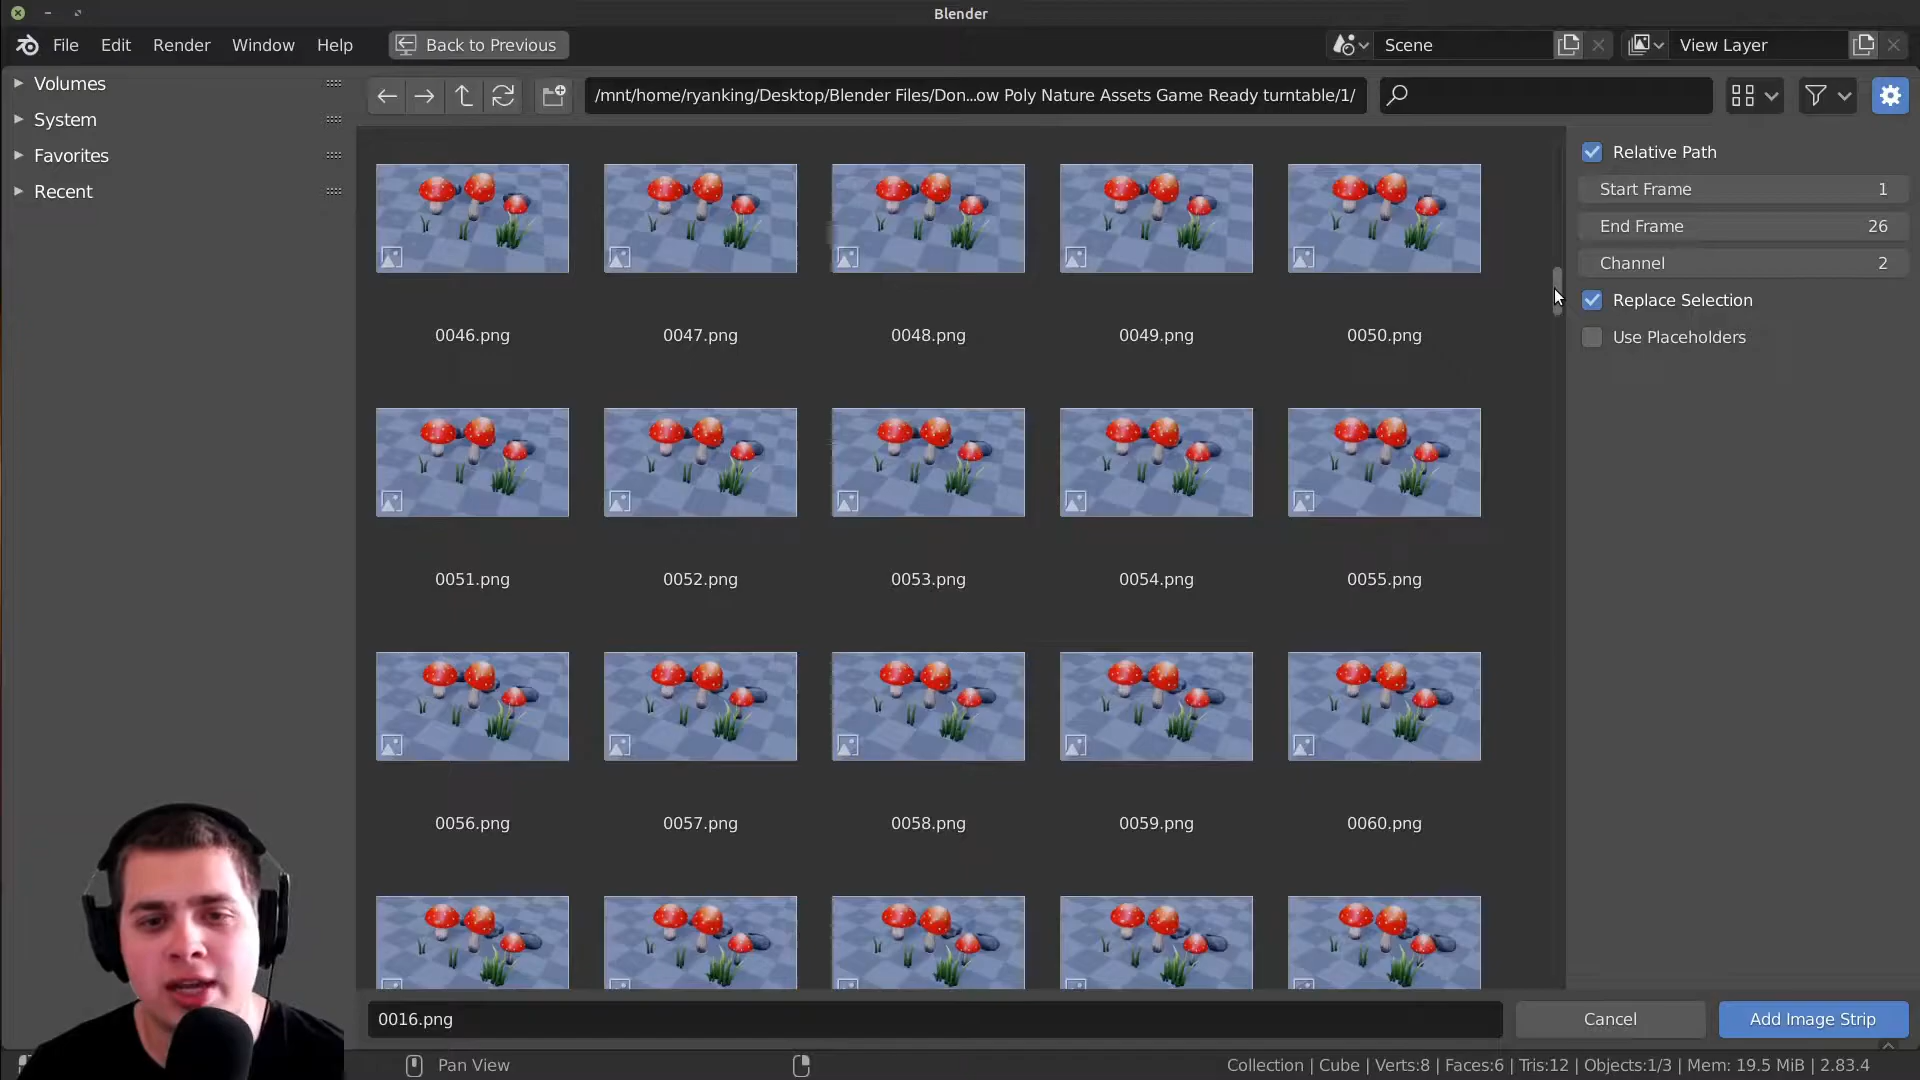 Blender
File Edit Render Window Help Back to Previous Scene View Layer
Volumes
System
Favorites
Recent
/mnt/home/ryanking/Desktop/Blender Files/Don...ow Poly Nature Assets Game Ready turntable/1/
Relative Path
Start Frame 1
End Frame 26
Channel 2
Replace Selection
Use Placeholders
0046.png 0047.png 0048.png 0049.png 0050.png
0051.png 0052.png 0053.png 0054.png 0055.png
0056.png 0057.png 0058.png 0059.png 0060.png
0016.png Cancel Add Image Strip
Pan View Collection | Cube | Verts:8 | Faces:6 | Tris:12 | Objects:1/3 | Mem: 19.5 MiB | 2.83.4